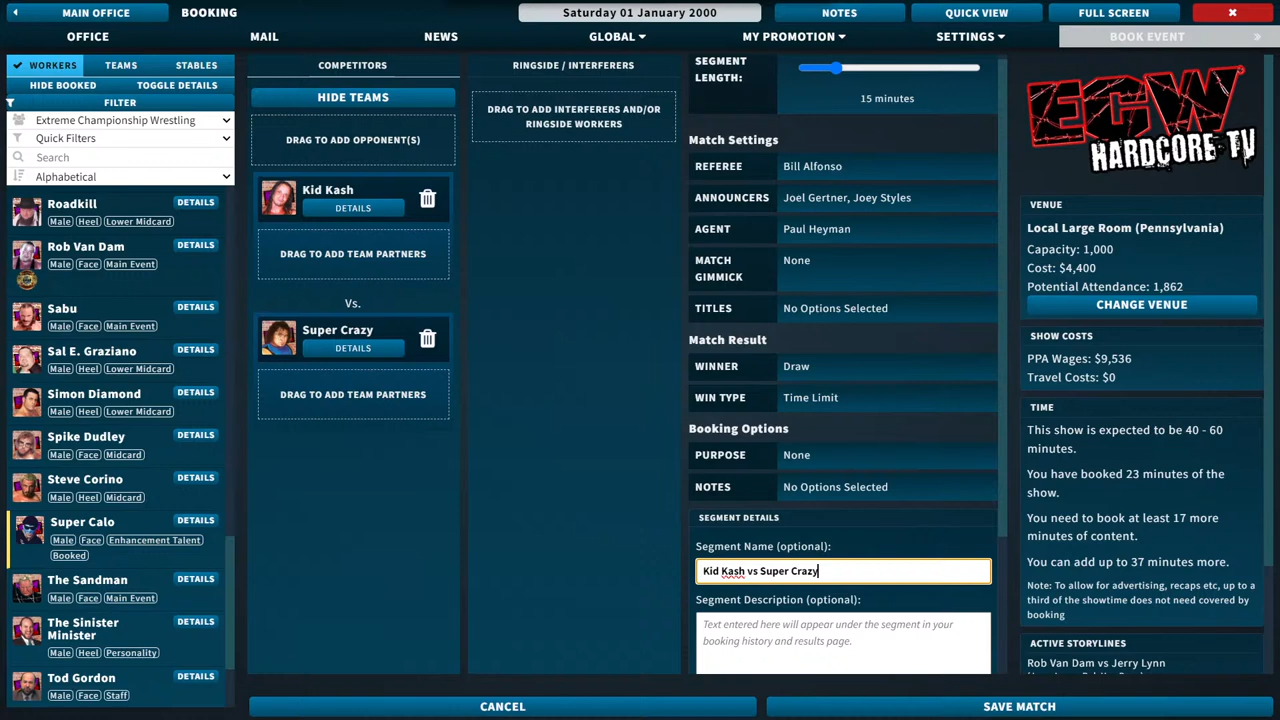 MAIN OFFICE
BOOKING
Saturday 01 January 2000
NOTES
QUICK VIEW
FULL SCREEN
OFFICE
MAIL
NEWS
GLOBAL
MY PROMOTION
SETTINGS
BOOK EVENT
WORKERS
TEAMS
STABLES
HIDE BOOKED
TOGGLE DETAILS
FILTER
Extreme Championship Wrestling
Quick Filters
Search
Alphabetical
Roadkill
DETAILS
Male Heel Lower Midcard
Rob Van Dam
DETAILS
Male Face Main Event
Sabu
DETAILS
Male Face Main Event
Sal E. Graziano
DETAILS
Male Heel Lower Midcard
Simon Diamond
DETAILS
Male Heel Lower Midcard
Spike Dudley
DETAILS
Male Face Midcard
Steve Corino
DETAILS
Male Heel Midcard
Super Calo
DETAILS
Male Face Enhancement Talent
Booked
The Sandman
DETAILS
Male Face Main Event
The Sinister
Minister
DETAILS
Male Heel Personality
Tod Gordon
DETAILS
Male Face Staff
COMPETITORS
HIDE TEAMS
DRAG TO ADD OPPONENT(S)
Kid Kash
DETAILS
DRAG TO ADD TEAM PARTNERS
Vs.
Super Crazy
DETAILS
DRAG TO ADD TEAM PARTNERS
RINGSIDE / INTERFERERS
DRAG TO ADD INTERFERERS AND/OR
RINGSIDE WORKERS
SEGMENT
LENGTH:
15 minutes
Match Settings
REFEREE
Bill Alfonso
ANNOUNCERS
Joel Gertner, Joey Styles
AGENT
Paul Heyman
MATCH
GIMMICK
None
TITLES
No Options Selected
Match Result
WINNER
Draw
WIN TYPE
Time Limit
Booking Options
PURPOSE
None
NOTES
No Options Selected
SEGMENT DETAILS
Segment Name (optional):
Kid Kash vs Super Crazy
Segment Description (optional):
Text entered here will appear under the segment in your
booking history and results page.
ECW
HARDCORE TV
VENUE
Local Large Room (Pennsylvania)
Capacity: 1,000
Cost: $4,400
Potential Attendance: 1,862
CHANGE VENUE
SHOW COSTS
PPA Wages: $9,536
Travel Costs: $0
TIME
This show is expected to be 40 - 60
minutes.
You have booked 23 minutes of the
show.
You need to book at least 17 more
minutes of content.
You can add up to 37 minutes more.
Note: To allow for advertising, recaps etc, up to a
third of the showtime does not need covered by
booking
ACTIVE STORYLINES
Rob Van Dam vs Jerry Lynn
CANCEL
SAVE MATCH